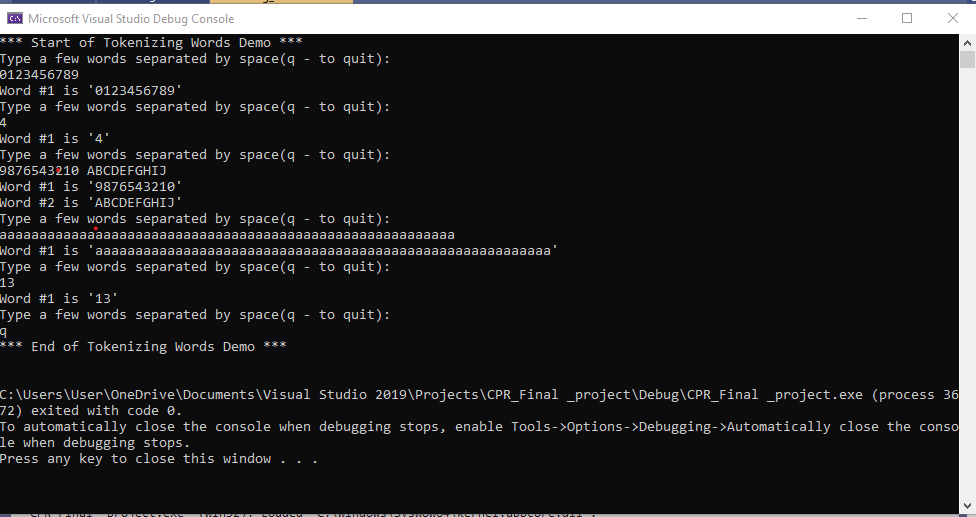 Microsoft Visual Studio Debug Console
*** Start of Tokenizing Words Demo ***
Type a few words separated by space(q - to quit):
0123456789
Word #1 is '0123456789'
Type a few words separated by space(q - to quit):
4
Word #1 is '4'
Type a few words separated by space(q - to quit):
9876543210 ABCDEFGHIJ
Word #1 is '9876543210'
Word #2 is 'ABCDEFGHIJ'
Type a few words separated by space(q - to quit):
aaaaaaaaaaaaaaaaaaaaaaaaaaaaaaaaaaaaaaaaaaaaaaaaaaaaaaaaa
Word #1 is 'aaaaaaaaaaaaaaaaaaaaaaaaaaaaaaaaaaaaaaaaaaaaaaaaaaaaaaaaa'
Type a few words separated by space(q - to quit):
13
Word #1 is '13'
Type a few words separated by space(q - to quit):
q
*** End of Tokenizing Words Demo ***
C:\Users\User\OneDrive\Documents\Visual Studio 2019\Projects\CPR_Final _project\Debug\CPR_Final _project.exe (process 36
72) exited with code 0.
To automatically close the console when debugging stops, enable Tools->Options->Debugging->Automatically close the conso
le when debugging stops.
Press any key to close this window . . .